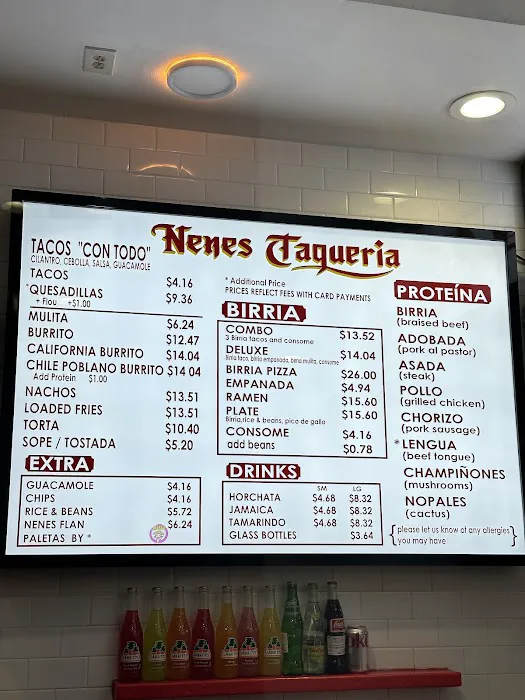 Nenes Taqueria
TACOS "CON TODO"
CILANTRO, CEBOLLA, SALSA, GUACAMOLE
TACOS $4.16
*QUESADILLAS $9.36
+ Flou +$1.00
MULITA $6.24
BURRITO $12.47
CALIFORNIA BURRITO $14.04
CHILE POBLANO BURRITO $14 04
Add Protein $1.00
NACHOS $13.51
LOADED FRIES $13.51
TORTA $10.40
SOPE / TOSTADA $5.20
EXTRA
GUACAMOLE $4.16
CHIPS $4.16
RICE & BEANS $5.72
NENES FLAN $6.24
PALETAS BY *
* Additional Price
PRICES REFLECT FEES WITH CARD PAYMENTS
BIRRIA
COMBO $13.52
3 Birria tacos and consome
DELUXE $14.04
Birria taco, birria empanada, birria mulita, consome
BIRRIA PIZZA $26.00
EMPANADA $4.94
RAMEN $15.60
PLATE $15.60
Birria,rice & beans, pico de gallo
CONSOME $4.16
add beans $0.78
DRINKS
SM LG
HORCHATA $4.68 $8.32
JAMAICA $4.68 $8.32
TAMARINDO $4.68 $8.32
GLASS BOTTLES $3.64
PROTEÍNA
BIRRIA
(braised beef)
ADOBADA
(pork al pastor)
ASADA
(steak)
POLLO
(grilled chicken)
CHORIZO
(pork sausage)
*LENGUA
(beef tongue)
CHAMPIÑONES
(mushrooms)
NOPALES
(cactus)
{please let us know of any allergies
you may have}